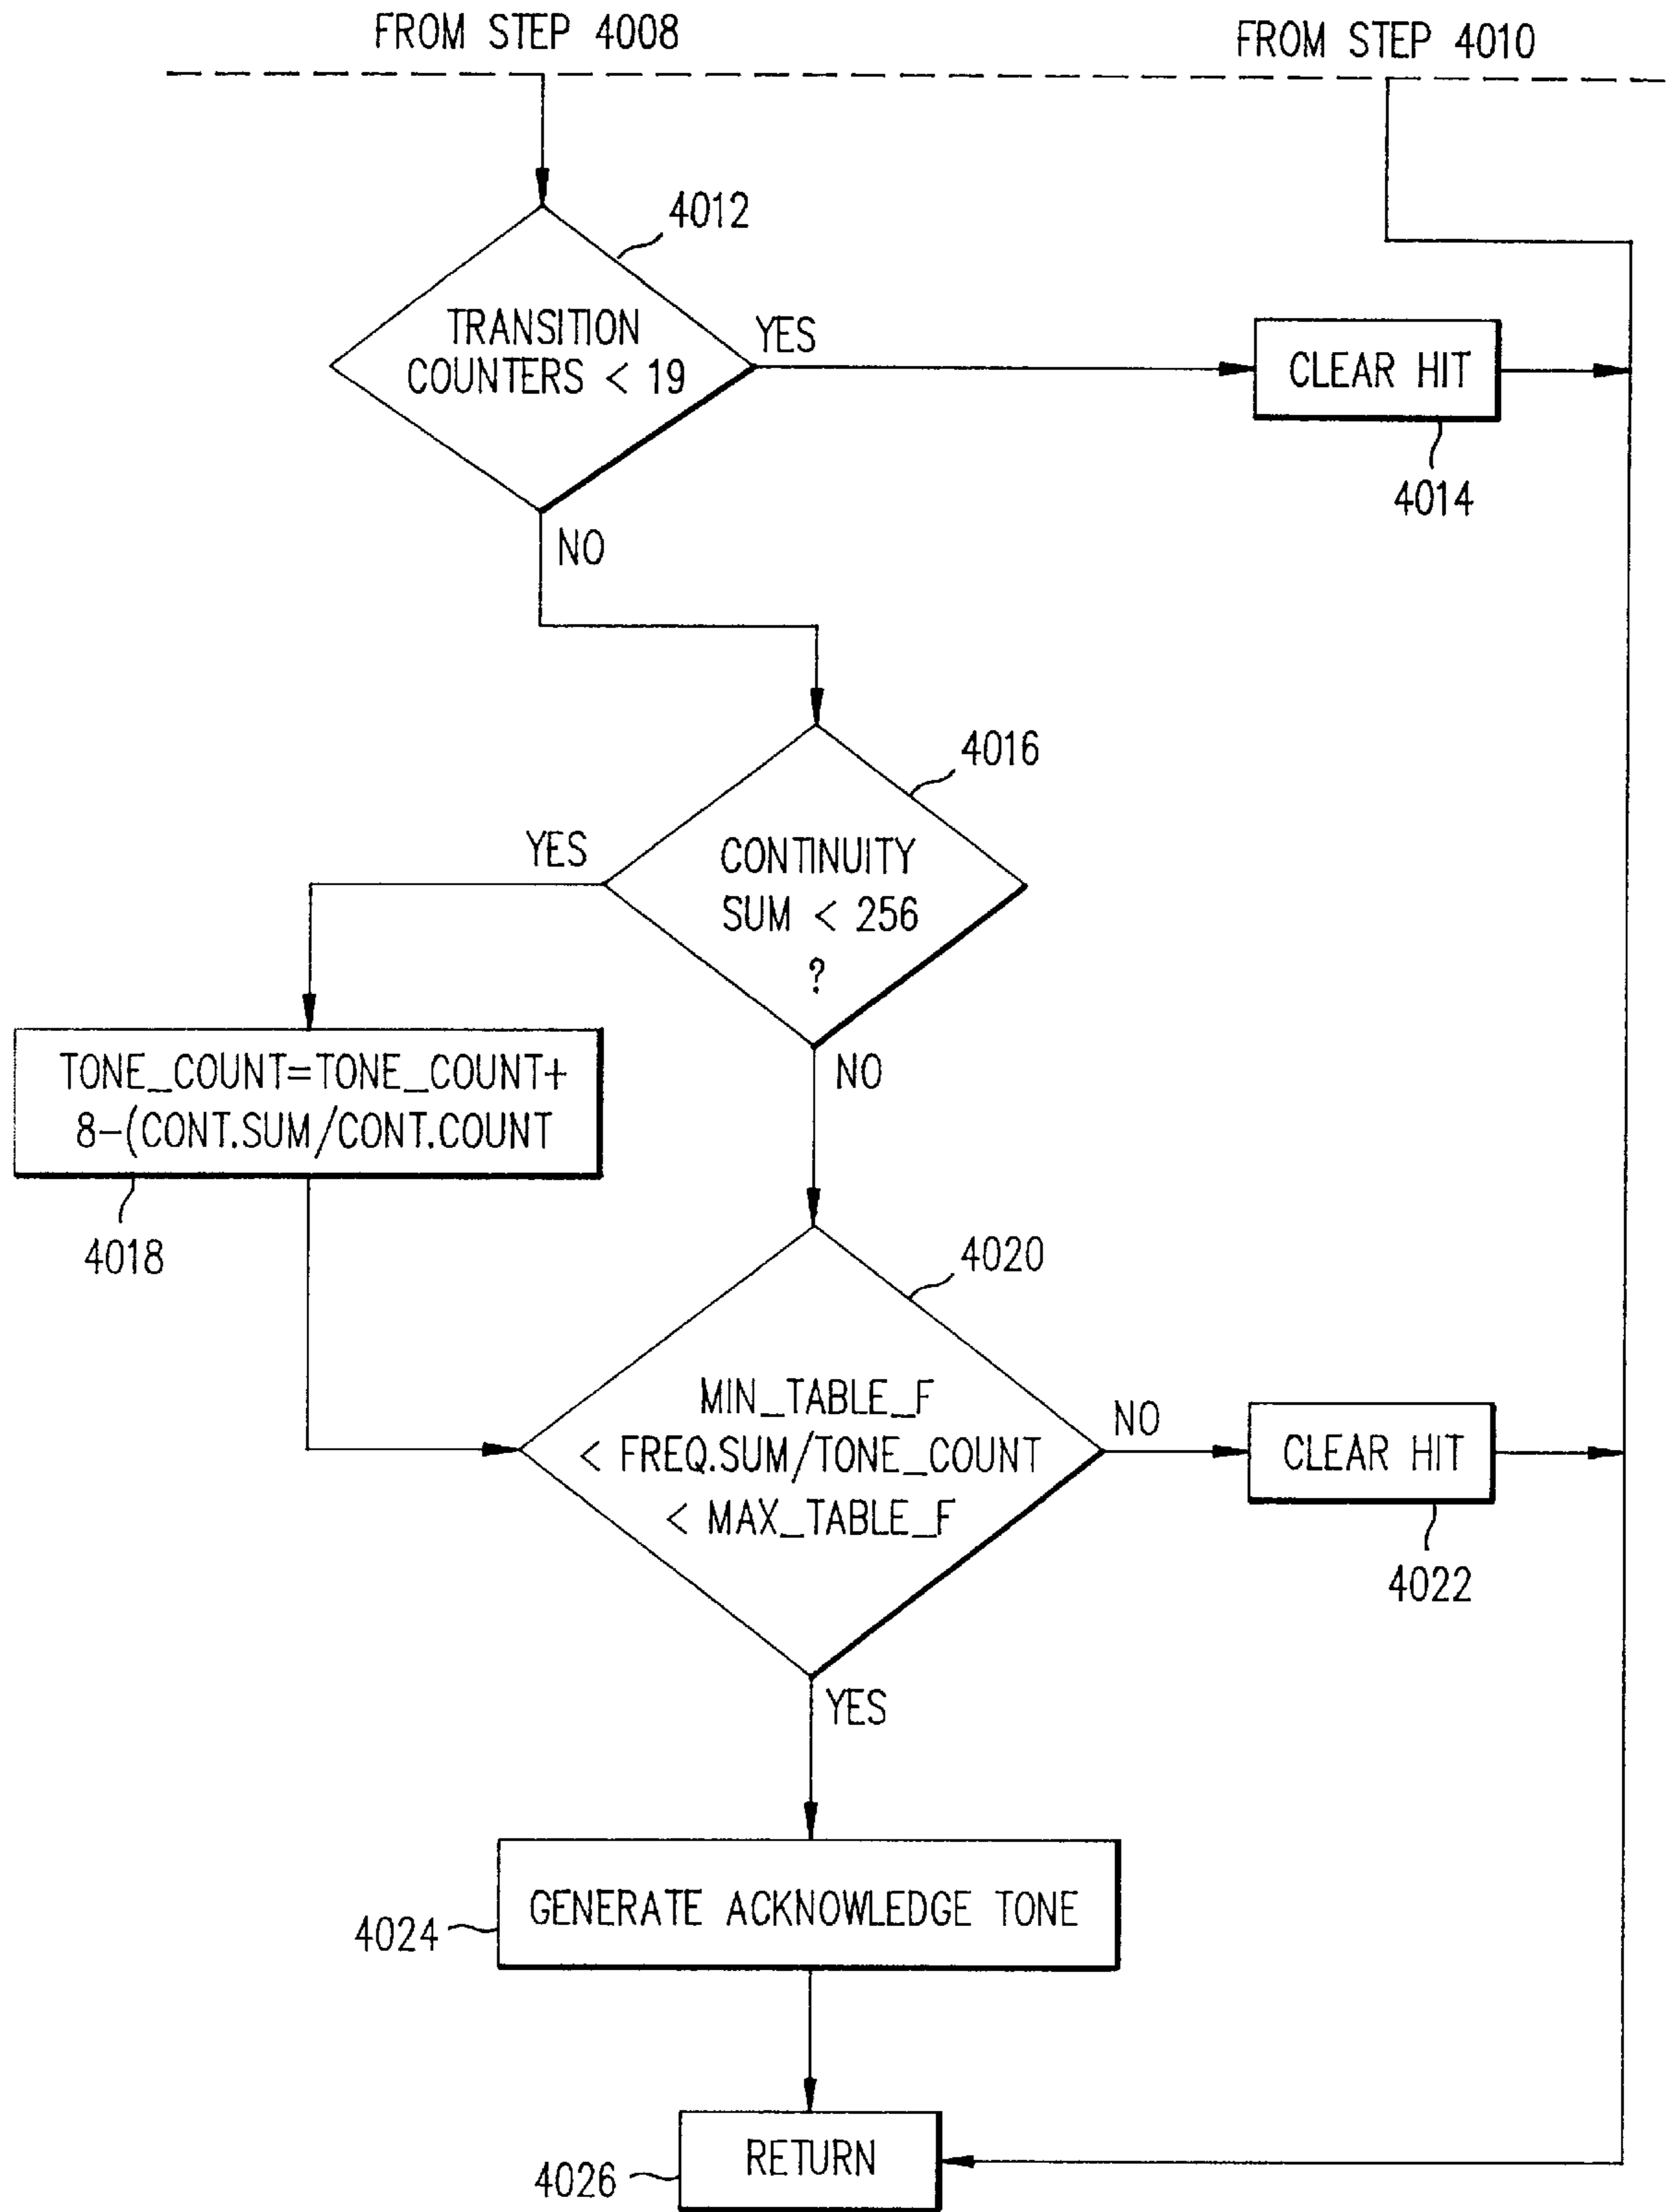 FROM STEP 4008
FROM STEP 4010
4012
TRANSITION
COUNTERS < 19
YES
CLEAR HIT
4014
NO
4016
YES
CONTINUITY
SUM < 256
?
TONE_COUNT=TONE_COUNT+
8-(CONT.SUM/CONT.COUNT
NO
4018
4020
MIN_TABLE_F
< FREQ.SUM/TONE_COUNT
< MAX_TABLE_F
NO
CLEAR HIT
4022
YES
GENERATE ACKNOWLEDGE TONE
4024
RETURN
4026